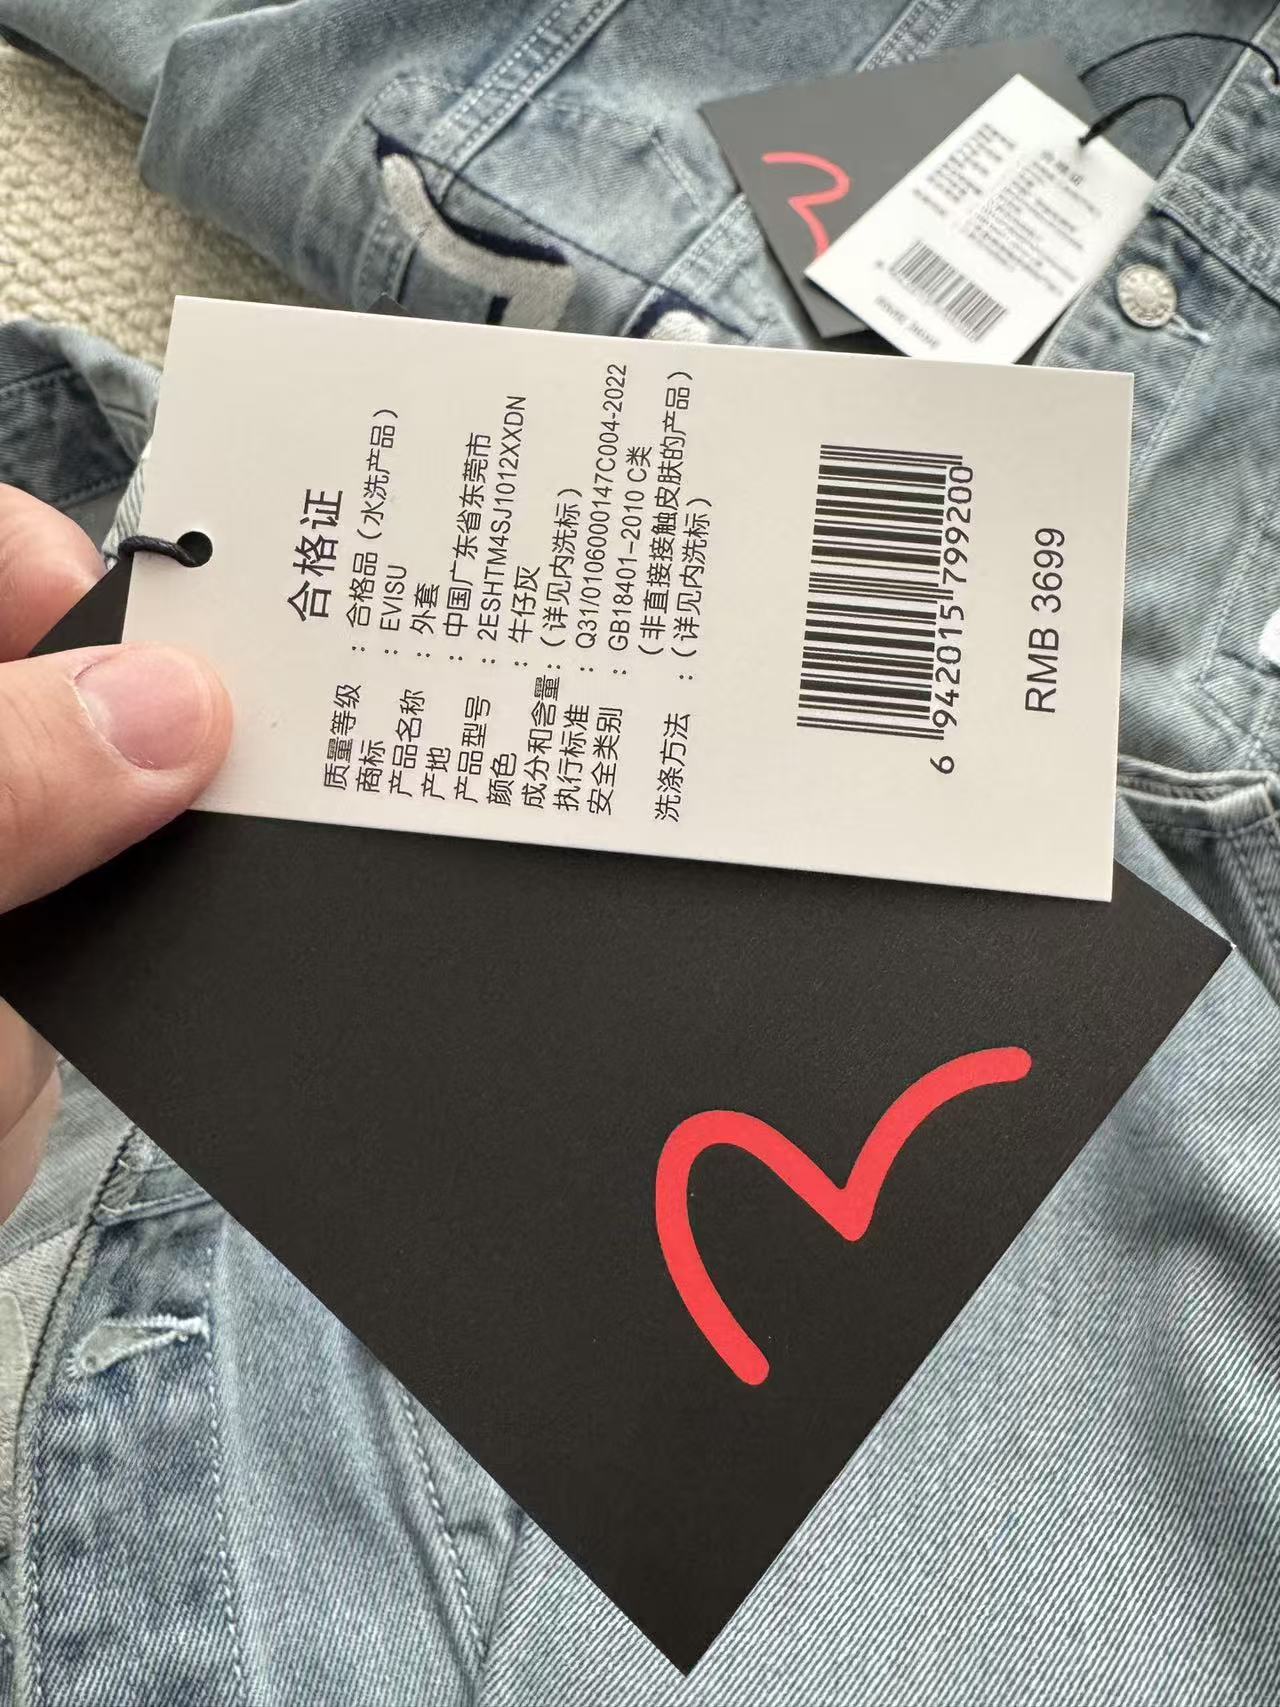 合格证
质量等级 : 合格品（水洗产品）
商标 : EVISU
产品名称 : 外套
产地 : 中国广东省东莞市
产品型号 : 2ESHTM4SJ1012XXDN
颜色 : 牛仔灰
成分和含量:（详见内洗标）
执行标准 : Q31/0106000147C004-2022
安全类别 : GB18401-2010 C类
（非直接接触皮肤的产品）
洗涤方法 :（详见内洗标）
6 942015 799200
RMB 3699